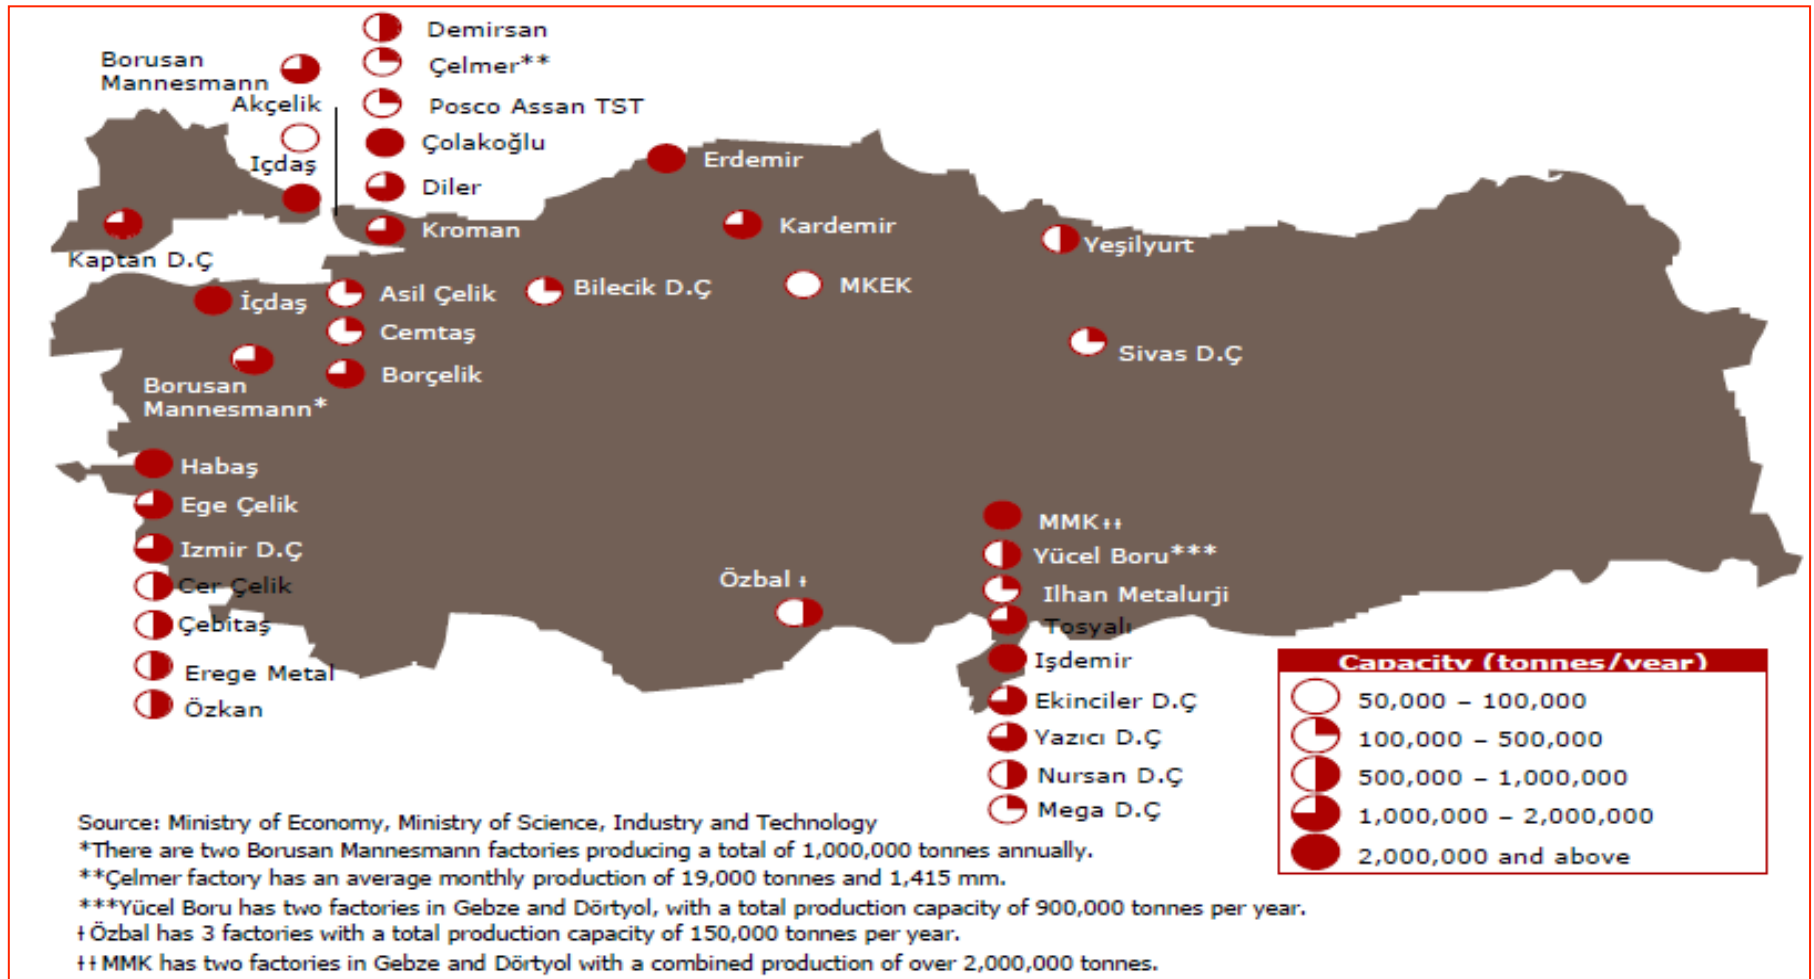 Demirsan
Çelmer**
Posco Assan TST
Çolakoğlu
Diler
Kroman
Borusan
Mannesmann
Akçelik
Içdaş
Kaptan D.Ç
Erdemir
Kardemir
Yeşilyurt
İçdaş
Asil Çelik
Bilecik D.Ç
MKEK
Cemtaş
Sivas D.Ç
Borçelik
Borusan
Mannesmann*
Habaş
Ege Çelik
Izmir D.Ç
Cer Çelik
Çebitaş
Erege Metal
Özkan
Özbal ƚ
MMKƚƚ
Yücel Boru***
Ilhan Metalurji
Tosyalı
Işdemir
Ekinciler D.Ç
Yazıcı D.Ç
Nursan D.Ç
Mega D.Ç
Capacity (tonnes/year)
50,000 – 100,000
100,000 – 500,000
500,000 – 1,000,000
1,000,000 – 2,000,000
2,000,000 and above
Source: Ministry of Economy, Ministry of Science, Industry and Technology
*There are two Borusan Mannesmann factories producing a total of 1,000,000 tonnes annually.
**Çelmer factory has an average monthly production of 19,000 tonnes and 1,415 mm.
***Yücel Boru has two factories in Gebze and Dörtyol, with a total production capacity of 900,000 tonnes per year.
ƚ Özbal has 3 factories with a total production capacity of 150,000 tonnes per year.
ƚƚ MMK has two factories in Gebze and Dörtyol with a combined production of over 2,000,000 tonnes.